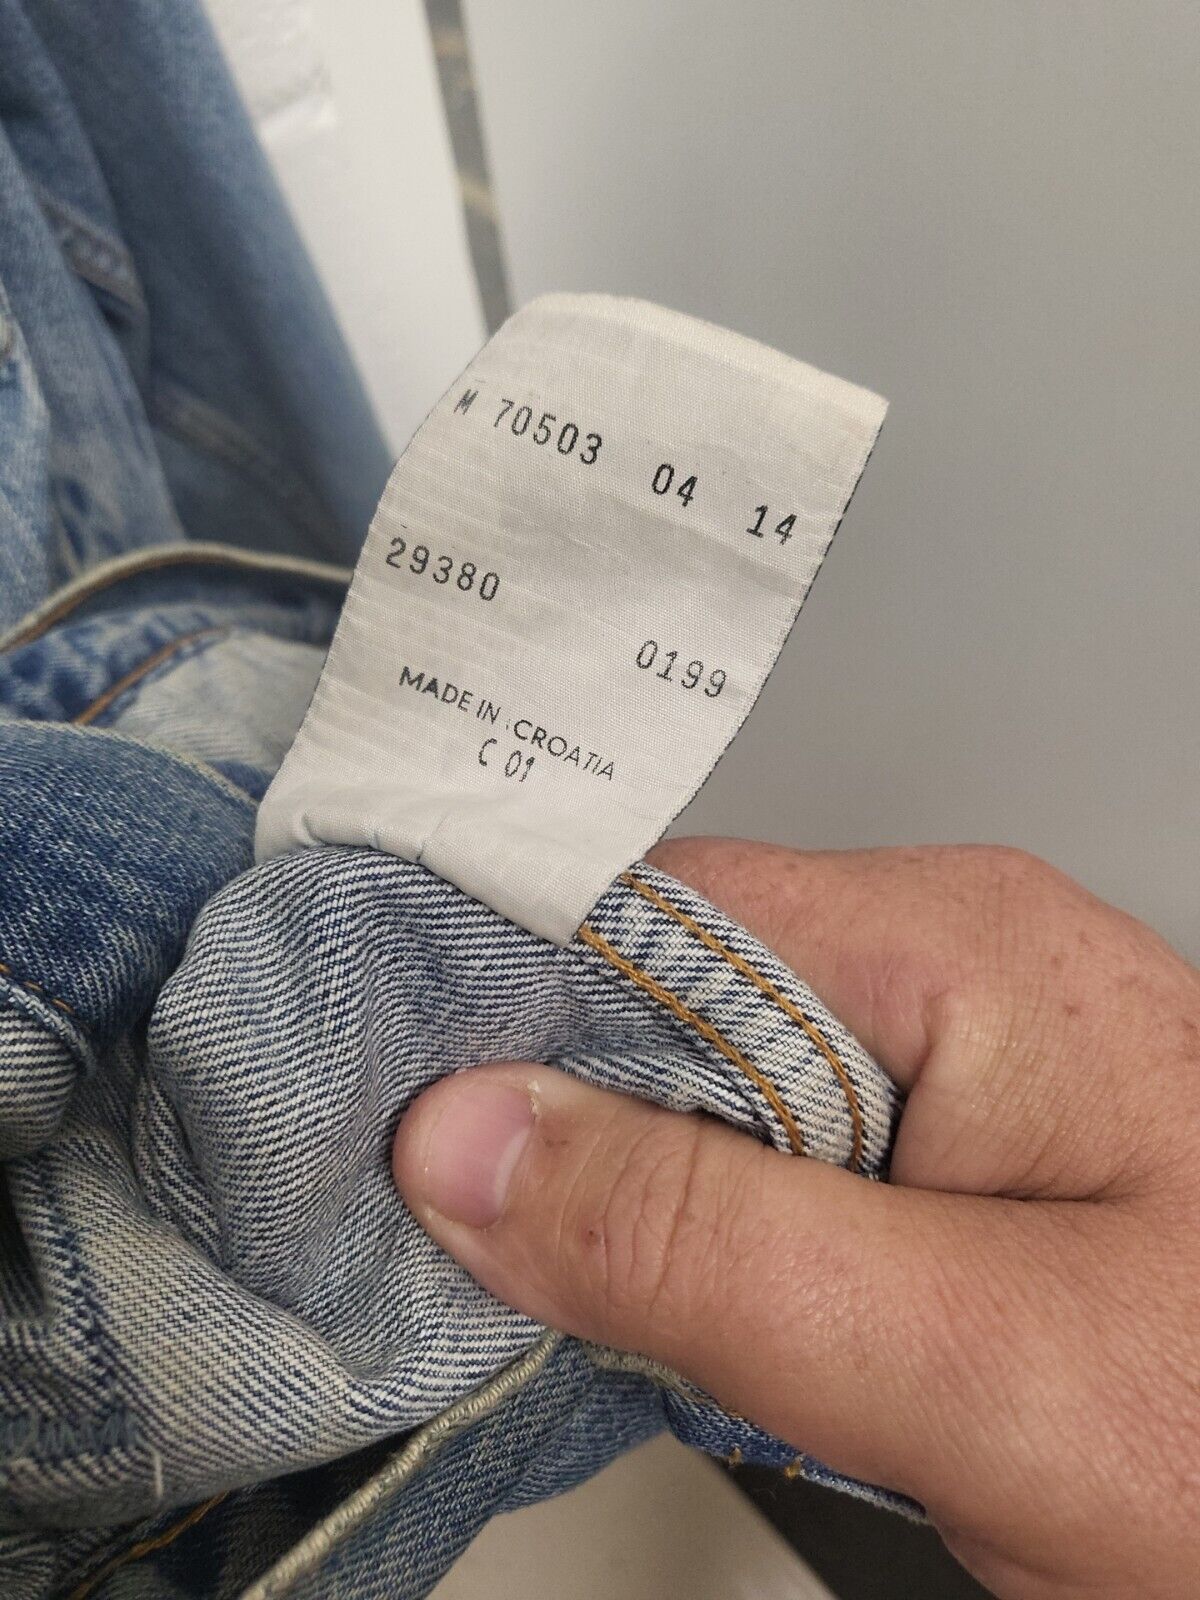 M 70503 04 14
29380
0199
MADE IN CROATIA
C 01